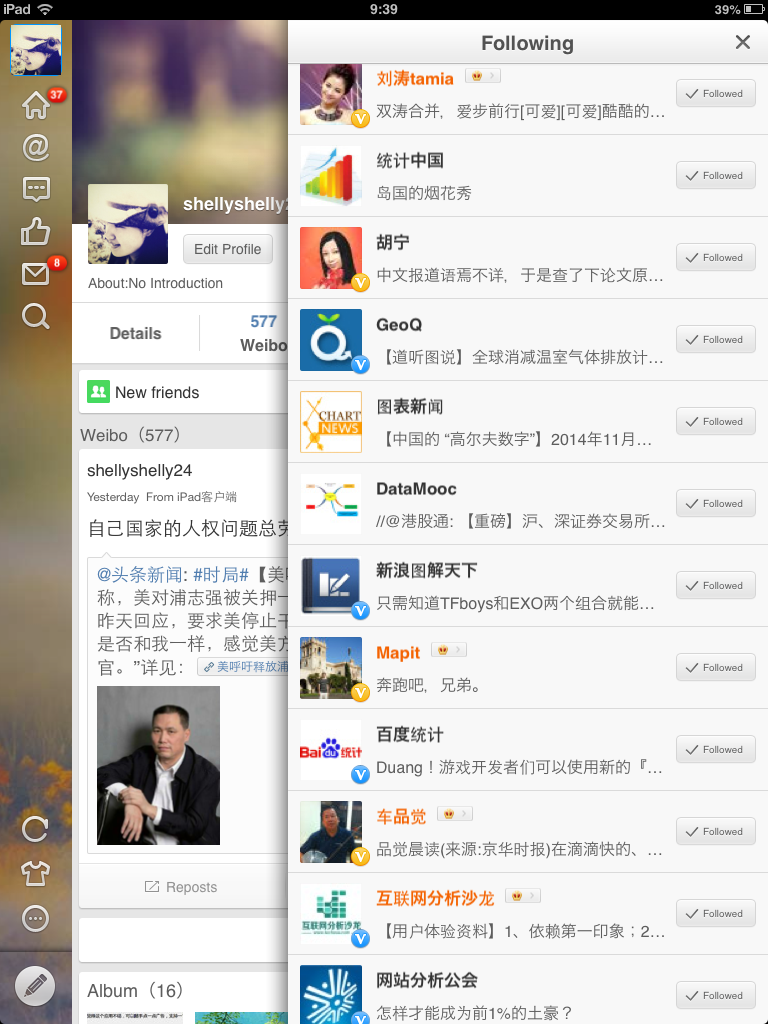 iPad
9:39
39%
37
8
shellyshelly2
Edit Profile
About:No Introduction
Details
577
Weibo
New friends
Weibo（577）
shellyshelly24
Yesterday From iPad客户端
自己国家的人权问题总
@头条新闻: #时局#【美
称，美对浦志强被关押一
昨天回应，要求美停止干
是否和我一样，感觉美方
官。”详见：
美呼吁释放浦
Reposts
Album（16）
Following
刘涛tamia
双涛合并，爱步前行[可爱][可爱]酷酷的...
Followed
统计中国
岛国的烟花秀
Followed
胡宁
中文报道语焉不详，于是查了下论文原...
Followed
GeoQ
【道听图说】全球消减温室气体排放计...
Followed
CHART
NEWS
图表新闻
【中国的 “高尔夫数字”】2014年11月...
Followed
DataMooc
//@港股通:【重磅】沪、深证券交易所...
Followed
新浪图解天下
只需知道TFboys和EXO两个组合就能...
Followed
Mapit
奔跑吧，兄弟。
Followed
Bai du 统计
百度统计
Duang！游戏开发者们可以使用新的『...
Followed
车品觉
品觉晨读(来源:京华时报)在滴滴快的、...
Followed
互联网分析沙龙
互联网分析沙龙
【用户体验资料】1、依赖第一印象；2...
Followed
网站分析公会
怎样才能成为前1%的土豪？
Followed